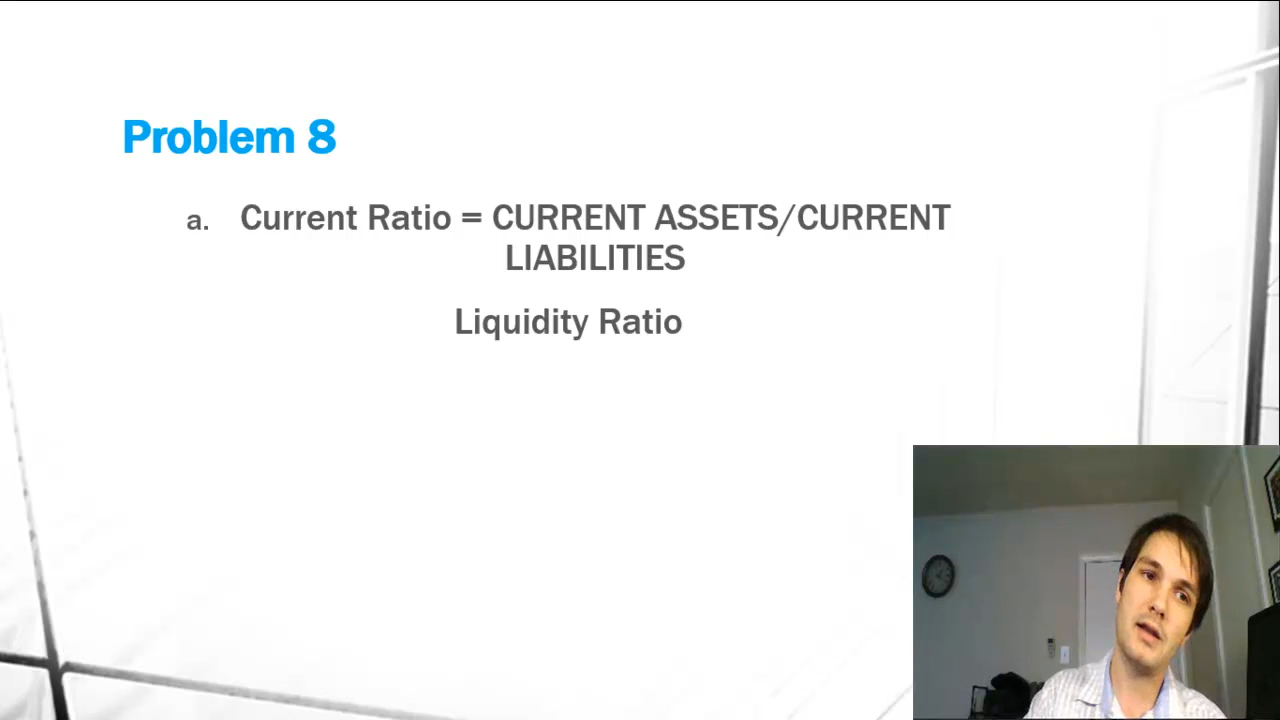 Problem 8
a. Current Ratio = CURRENT ASSETS/CURRENT
LIABILITIES
Liquidity Ratio